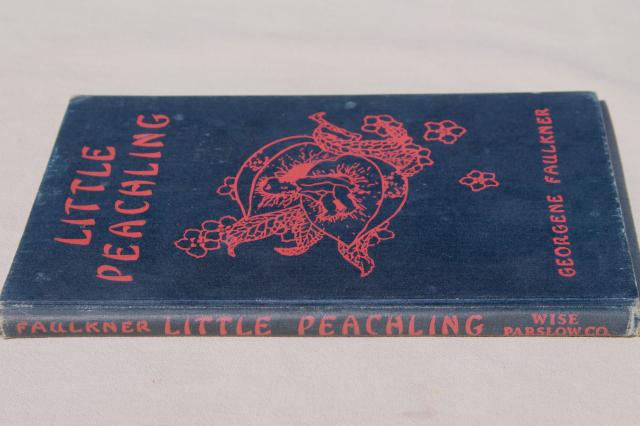 LITTLE
PEACHLING
GEORGENE FAULKNER
FAULKNER LITTLE PEACHLING WISE
PARSLOW CO.